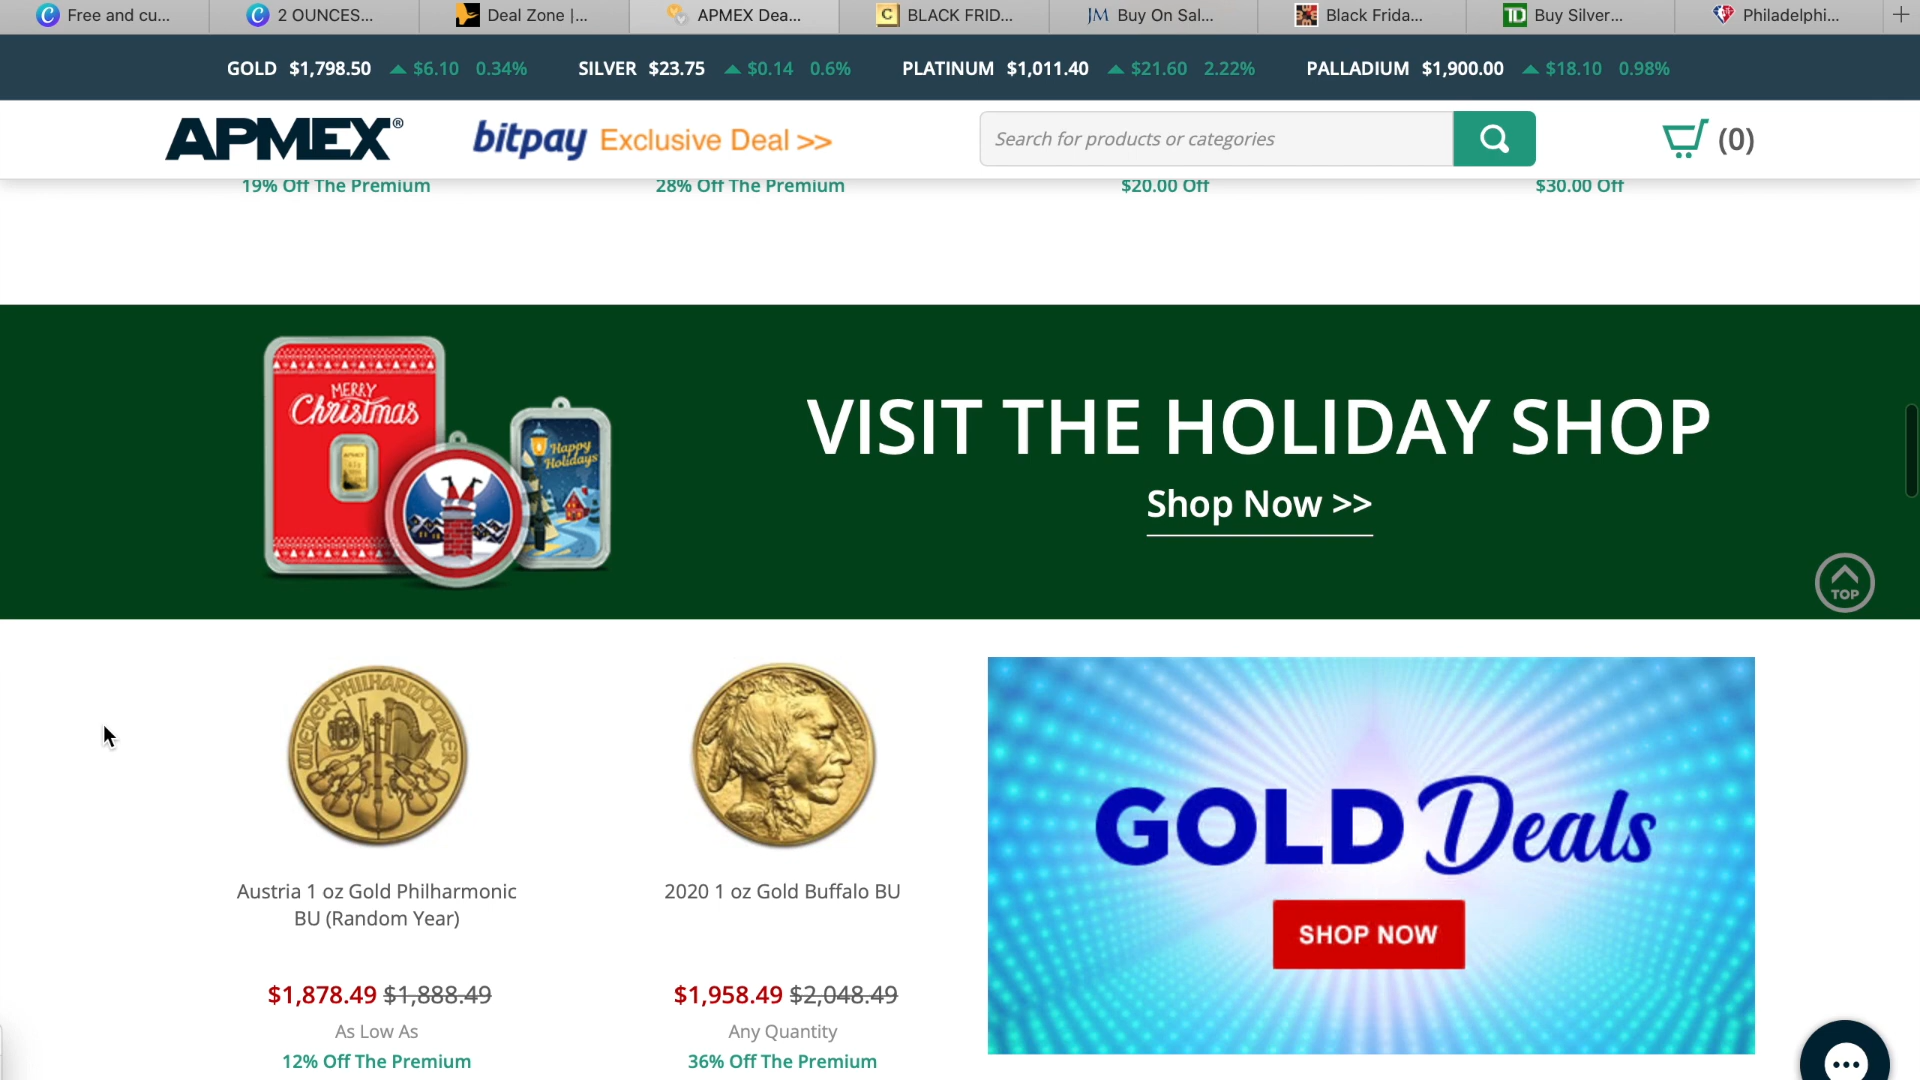 Free and cu...
2 OUNCES...
Deal Zone |...
APMEX Dea...
BLACK FRID...
Buy On Sal...
Black Frida...
Buy Silver...
Philadelphi...
GOLD $1,798.50 $6.10 0.34% SILVER $23.75 $0.14 0.6% PLATINUM $1,011.40 $21.60 2.22% PALLADIUM $1,900.00 $18.10 0.98%
APMEX®
bitpay Exclusive Deal >>
Search for products or categories
(0)
19% Off The Premium
28% Off The Premium
$20.00 Off
$30.00 Off
MERRY
Christmas
Happy
Holidays
VISIT THE HOLIDAY SHOP
Shop Now >>
TOP
WIENER PHILHARMONIKER
LIBERTY
Austria 1 oz Gold Philharmonic
BU (Random Year)
$1,878.49 $1,888.49
As Low As
12% Off The Premium
2020 1 oz Gold Buffalo BU
$1,958.49 $2,048.49
Any Quantity
36% Off The Premium
GOLD Deals
SHOP NOW